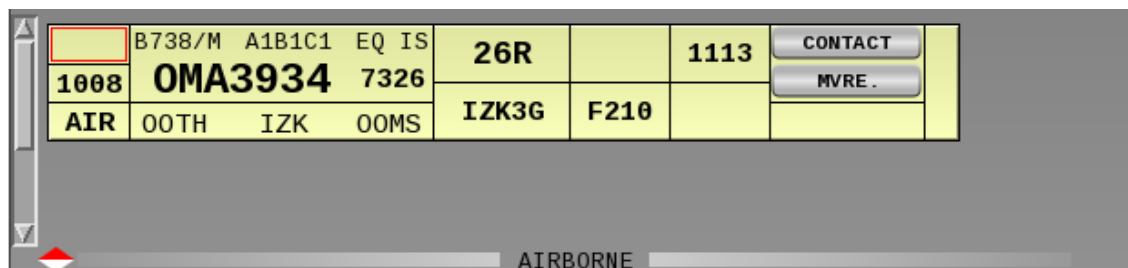 B738/M A1B1C1 EQ IS 26R 1113 CONTACT
1008 OMA3934 7326 MVRE.
AIR OOTH IZK OOMS IZK3G F210
AIRBORNE